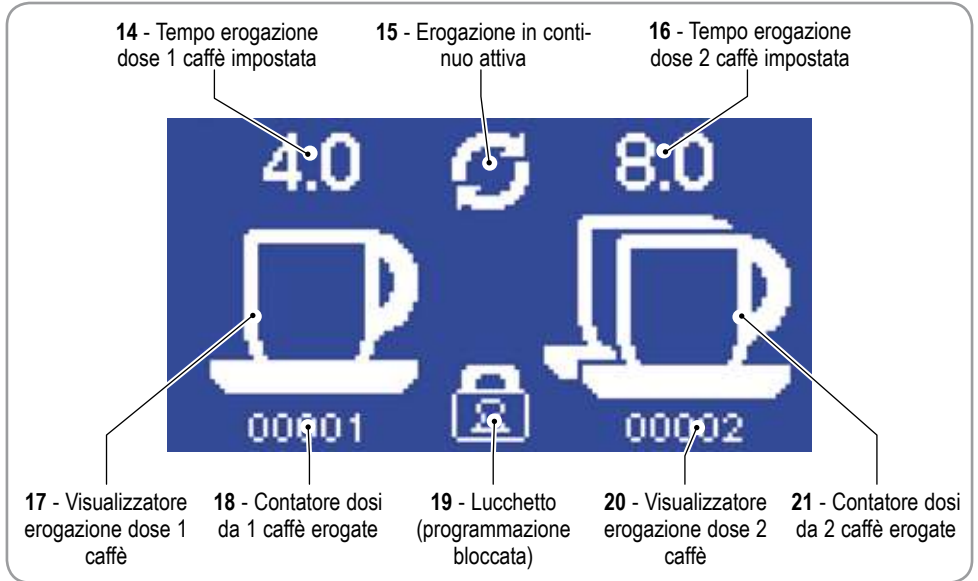 14 - Tempo erogazione
dose 1 caffè impostata
15 - Erogazione in conti-
nuo attiva
16 - Tempo erogazione
dose 2 caffè impostata
4.0
8.0
00001
00002
17 - Visualizzatore
erogazione dose 1
caffè
18 - Contatore dosi
da 1 caffè erogate
19 - Lucchetto
(programmazione
bloccata)
20 - Visualizzatore
erogazione dose 2
caffè
21 - Contatore dosi
da 2 caffè erogate